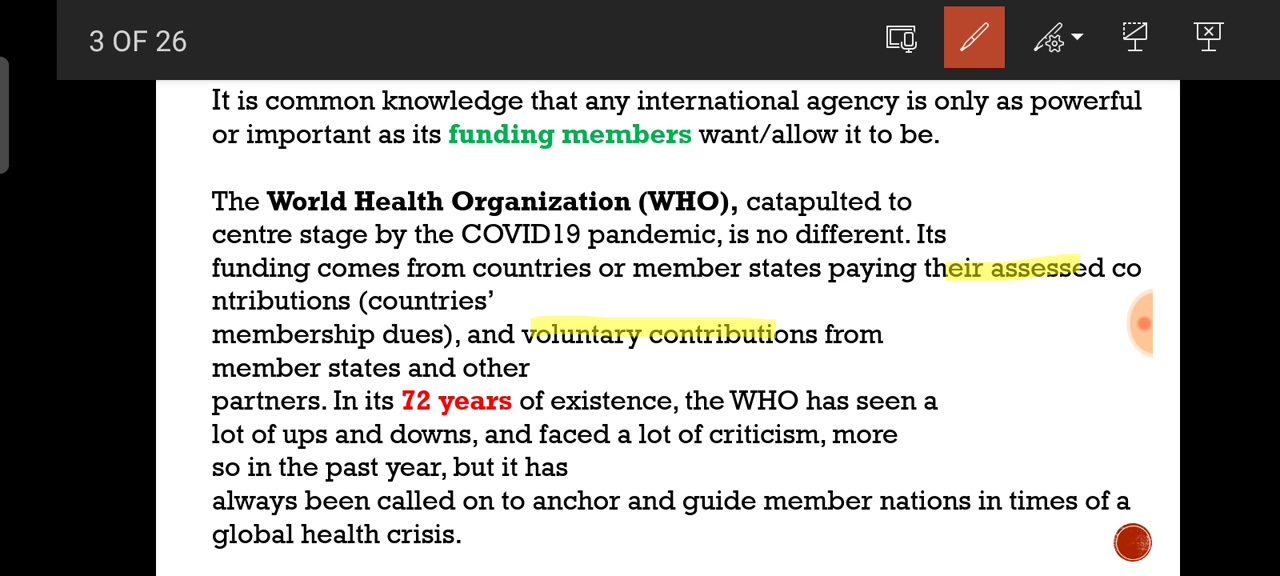 3 OF 26
It is common knowledge that any international agency is only as powerful
or important as its funding members want/allow it to be.
The World Health Organization (WHO), catapulted to
centre stage by the COVID19 pandemic, is no different. Its
funding comes from countries or member states paying their assessed co
ntributions (countries’
membership dues), and voluntary contributions from
member states and other
partners. In its 72 years of existence, the WHO has seen a
lot of ups and downs, and faced a lot of criticism, more
so in the past year, but it has
always been called on to anchor and guide member nations in times of a
global health crisis.